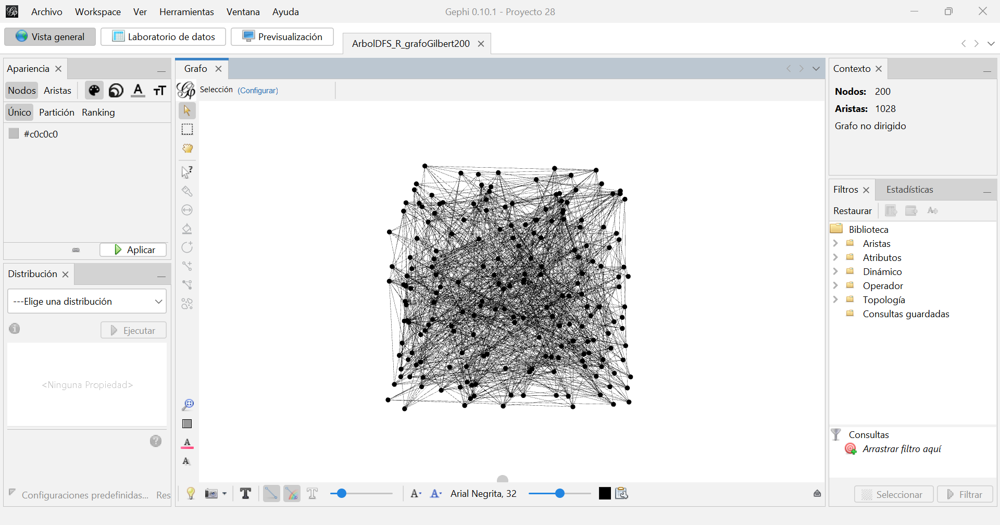 Archivo Workspace Ver Herramientas Ventana Ayuda Gephi 0.10.1 - Proyecto 28
Vista general Laboratorio de datos Previsualización ArbolDFS_R_grafoGilbert200
Apariencia
Nodos Aristas
Único Partición Ranking
#c0c0c0
Aplicar
Distribución
---Elige una distribución
Ejecutar
<Ninguna Propiedad>
Configuraciones predefinidas... Res
Grafo
Selección (Configurar)
Arial Negrita, 32
Contexto
Nodos: 200
Aristas: 1028
Grafo no dirigido
Filtros Estadísticas
Restaurar
Biblioteca
Aristas
Atributos
Dinámico
Operador
Topología
Consultas guardadas
Consultas
Arrastrar filtro aquí
Seleccionar Filtrar